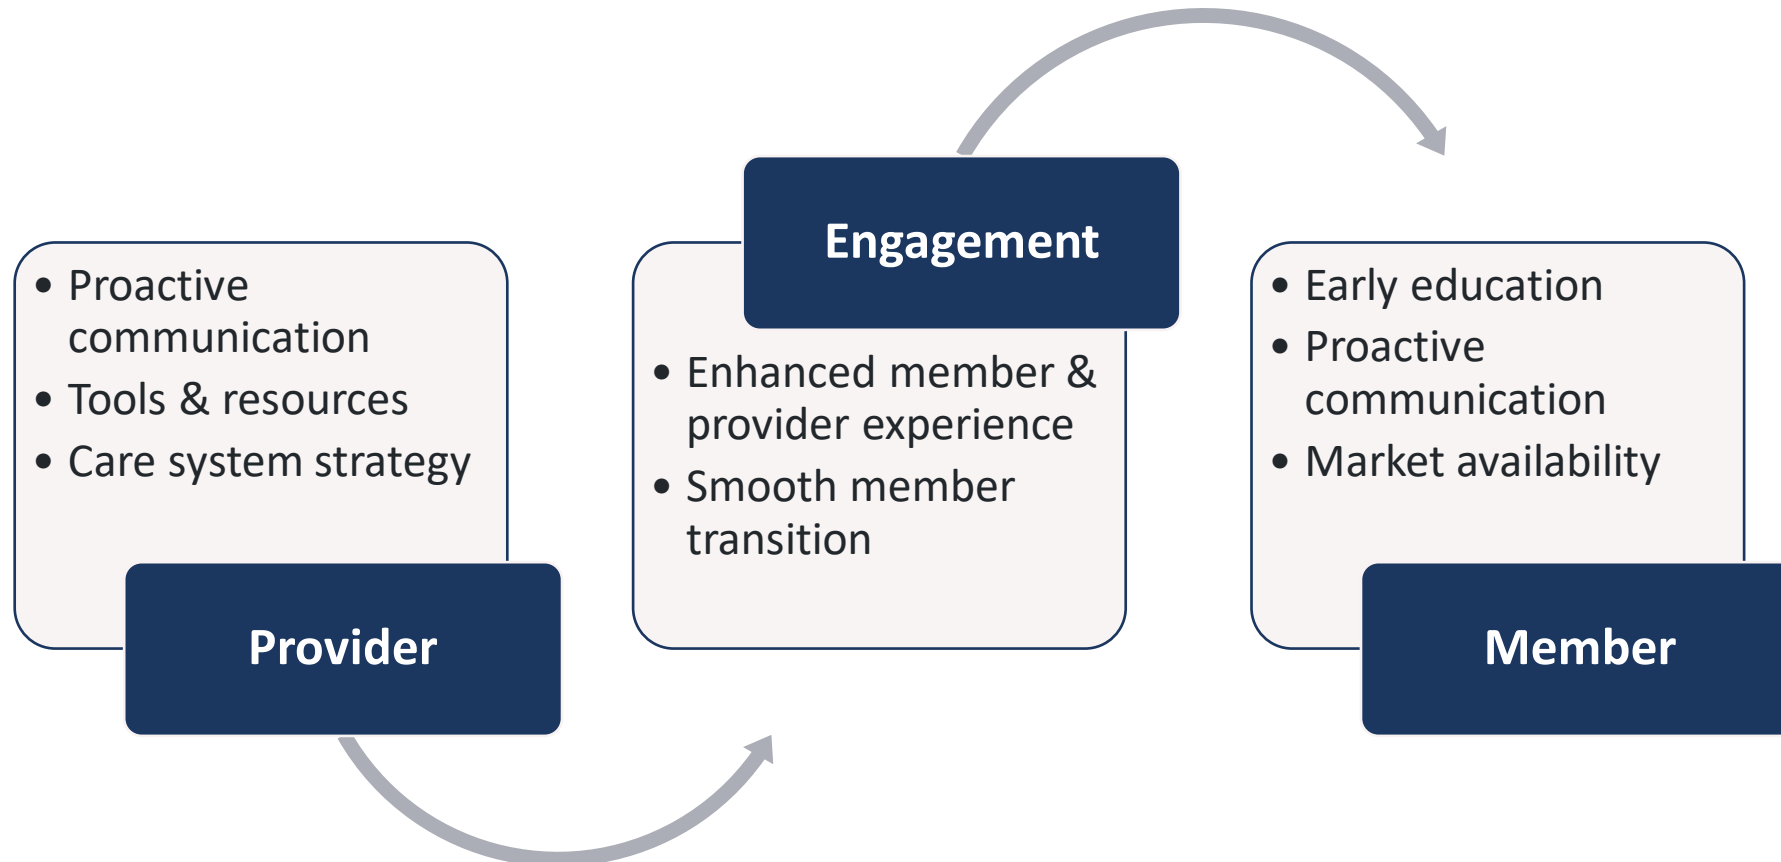 • Proactive
communication
• Tools & resources
• Care system strategy
Provider
Engagement
• Enhanced member &
provider experience
• Smooth member
transition
• Early education
• Proactive
communication
• Market availability
Member